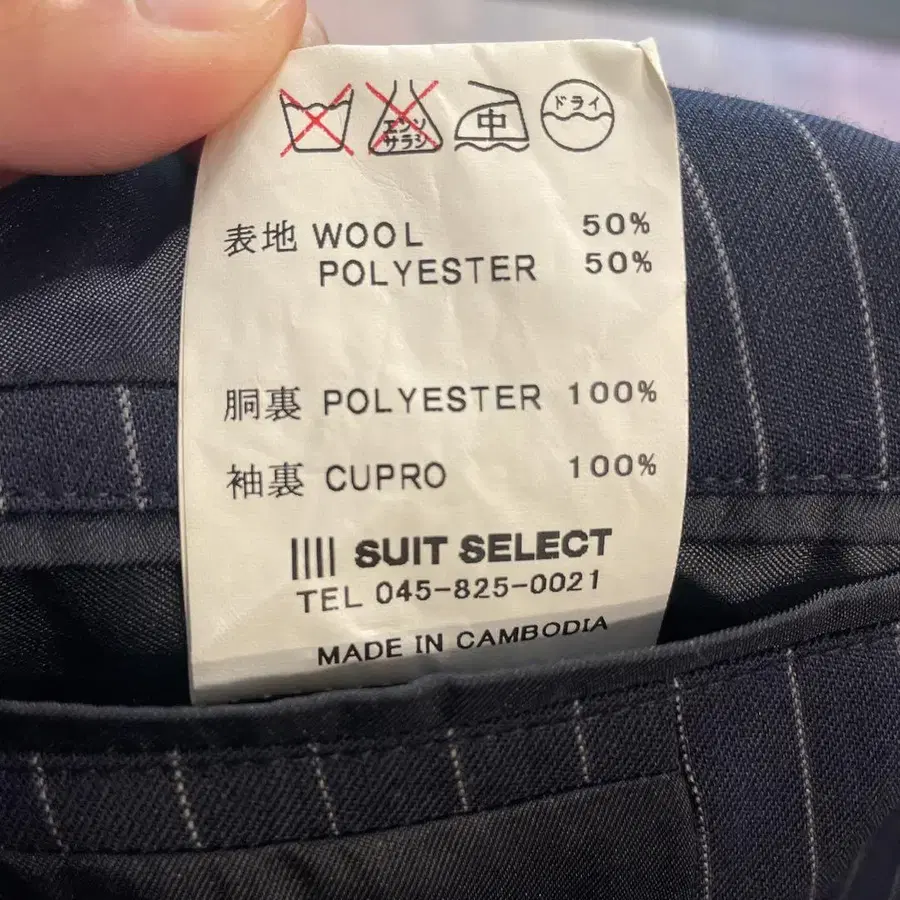 エンソ
サラシ
中
ドライ
表地 WOOL 50%
POLYESTER 50%
胴裏 POLYESTER 100%
袖裏 CUPRO 100%
SUIT SELECT
TEL 045-825-0021
MADE IN CAMBODIA